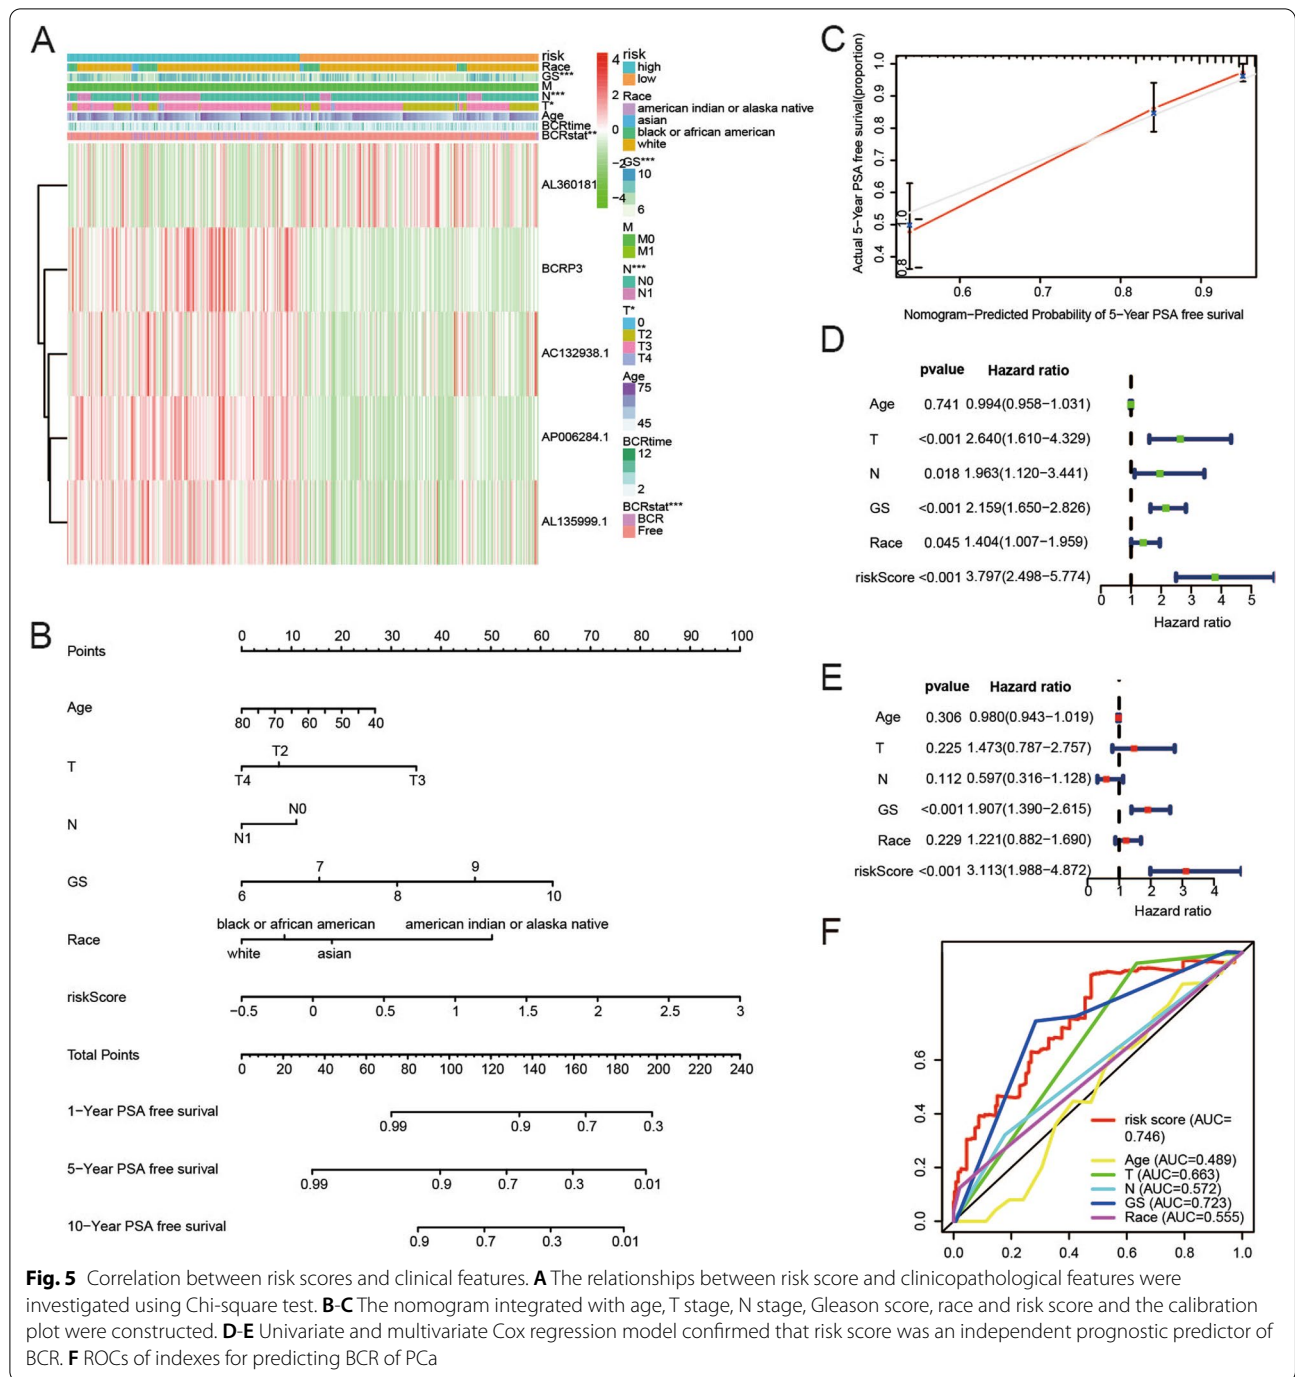 A
risk
Race
GS***
M
N***
T*
Age
BCRtime
BCRstat**
AL360181
BCRP3
AC132938.1
AP006284.1
AL135999.1
4
2
0
−2
−4
risk
high
low
Race
american indian or alaska native
asian
black or african american
white
GS***
10
6
M
M0
M1
N***
N0
N1
T*
0
T2
T3
T4
Age
75
45
BCRtime
12
2
BCRstat***
BCR
Free
B
Points
0 10 20 30 40 50 60 70 80 90 100
Age
80 70 60 50 40
T
T2
T4 T3
N
N0
N1
GS
7 9
6 8 10
Race
black or african american american indian or alaska native
white asian
riskScore
−0.5 0 0.5 1 1.5 2 2.5 3
Total Points
0 20 40 60 80 100 120 140 160 180 200 220 240
1−Year PSA free surival
0.99 0.9 0.7 0.3
5−Year PSA free surival
0.99 0.9 0.7 0.3 0.01
10−Year PSA free surival
0.9 0.7 0.3 0.01
C
Actual 5-Year PSA free surival(proportion)
1.0
0.9
0.8
0.7
0.6
0.5
0.4
1.0
0.8
0.6 0.7 0.8 0.9
Nomogram−Predicted Probability of 5−Year PSA free surival
D
pvalue Hazard ratio
Age 0.741 0.994(0.958−1.031)
T <0.001 2.640(1.610−4.329)
N 0.018 1.963(1.120−3.441)
GS <0.001 2.159(1.650−2.826)
Race 0.045 1.404(1.007−1.959)
riskScore <0.001 3.797(2.498−5.774)
0 1 2 3 4 5
Hazard ratio
E
pvalue Hazard ratio
Age 0.306 0.980(0.943−1.019)
T 0.225 1.473(0.787−2.757)
N 0.112 0.597(0.316−1.128)
GS <0.001 1.907(1.390−2.615)
Race 0.229 1.221(0.882−1.690)
riskScore <0.001 3.113(1.988−4.872)
0 1 2 3 4
Hazard ratio
F
0.6
0.4
0.2
0.0
risk score (AUC=
0.746)
Age (AUC=0.489)
T (AUC=0.663)
N (AUC=0.572)
GS (AUC=0.723)
Race (AUC=0.555)
0.0 0.2 0.4 0.6 0.8 1.0
Fig. 5 Correlation between risk scores and clinical features. A The relationships between risk score and clinicopathological features were
investigated using Chi-square test. B-C The nomogram integrated with age, T stage, N stage, Gleason score, race and risk score and the calibration
plot were constructed. D-E Univariate and multivariate Cox regression model confirmed that risk score was an independent prognostic predictor of
BCR. F ROCs of indexes for predicting BCR of PCa